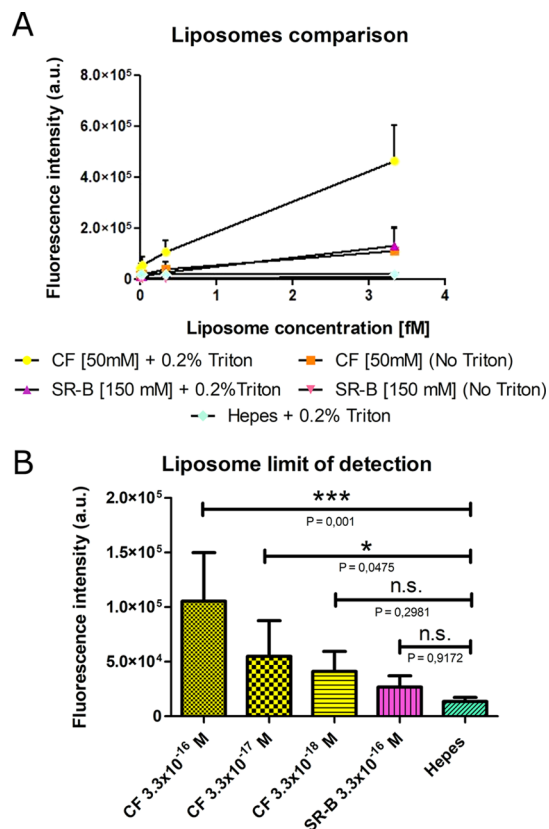 A
Liposomes comparison
Fluorescence intensity (a.u.)
8.0×10⁵
6.0×10⁵
4.0×10⁵
2.0×10⁵
0
0 1 2 3 4
Liposome concentration [fM]
CF [50mM] + 0.2% Triton
CF [50mM] (No Triton)
SR-B [150 mM] + 0.2%Triton
SR-B [150 mM] (No Triton)
Hepes + 0.2% Triton
B
Liposome limit of detection
Fluorescence intensity (a.u.)
2.0×10⁵
1.5×10⁵
1.0×10⁵
5.0×10⁴
0
***
P = 0,001
*
P = 0,0475
n.s.
P = 0,2981
n.s.
P = 0,9172
CF 3.3x10⁻¹⁶ M
CF 3.3x10⁻¹⁷ M
CF 3.3x10⁻¹⁸ M
SR-B 3.3x10⁻¹⁶ M
Hepes